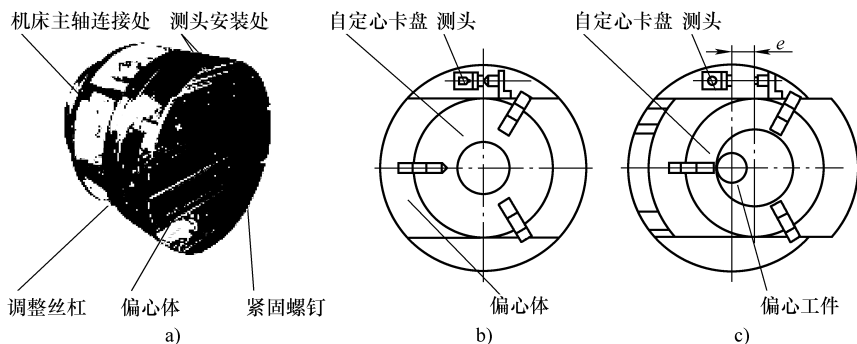 机床主轴连接处 测头安装处
调整丝杠 偏心体 紧固螺钉
a)
自定心卡盘 测头
偏心体
b)
自定心卡盘 测头
e
偏心工件
c)